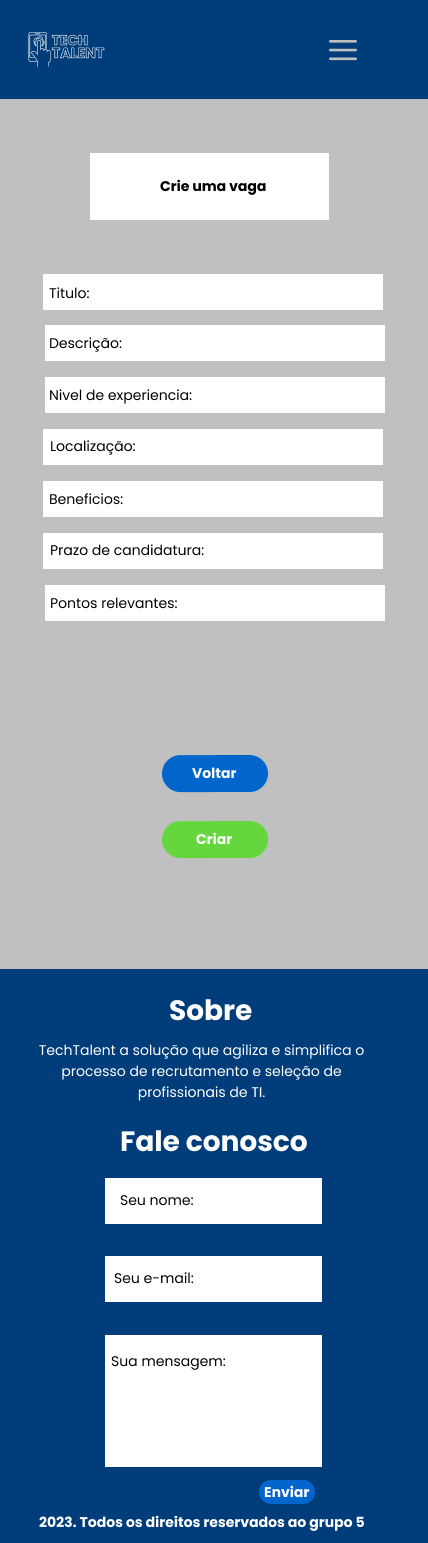 TECH
TALENT
Crie uma vaga
Titulo:
Descrição:
Nivel de experiencia:
Localização:
Beneficios:
Prazo de candidatura:
Pontos relevantes:
Voltar
Criar
Sobre
TechTalent a solução que agiliza e simplifica o
processo de recrutamento e seleção de
profissionais de TI.
Fale conosco
Seu nome:
Seu e-mail:
Sua mensagem:
Enviar
2023. Todos os direitos reservados ao grupo 5